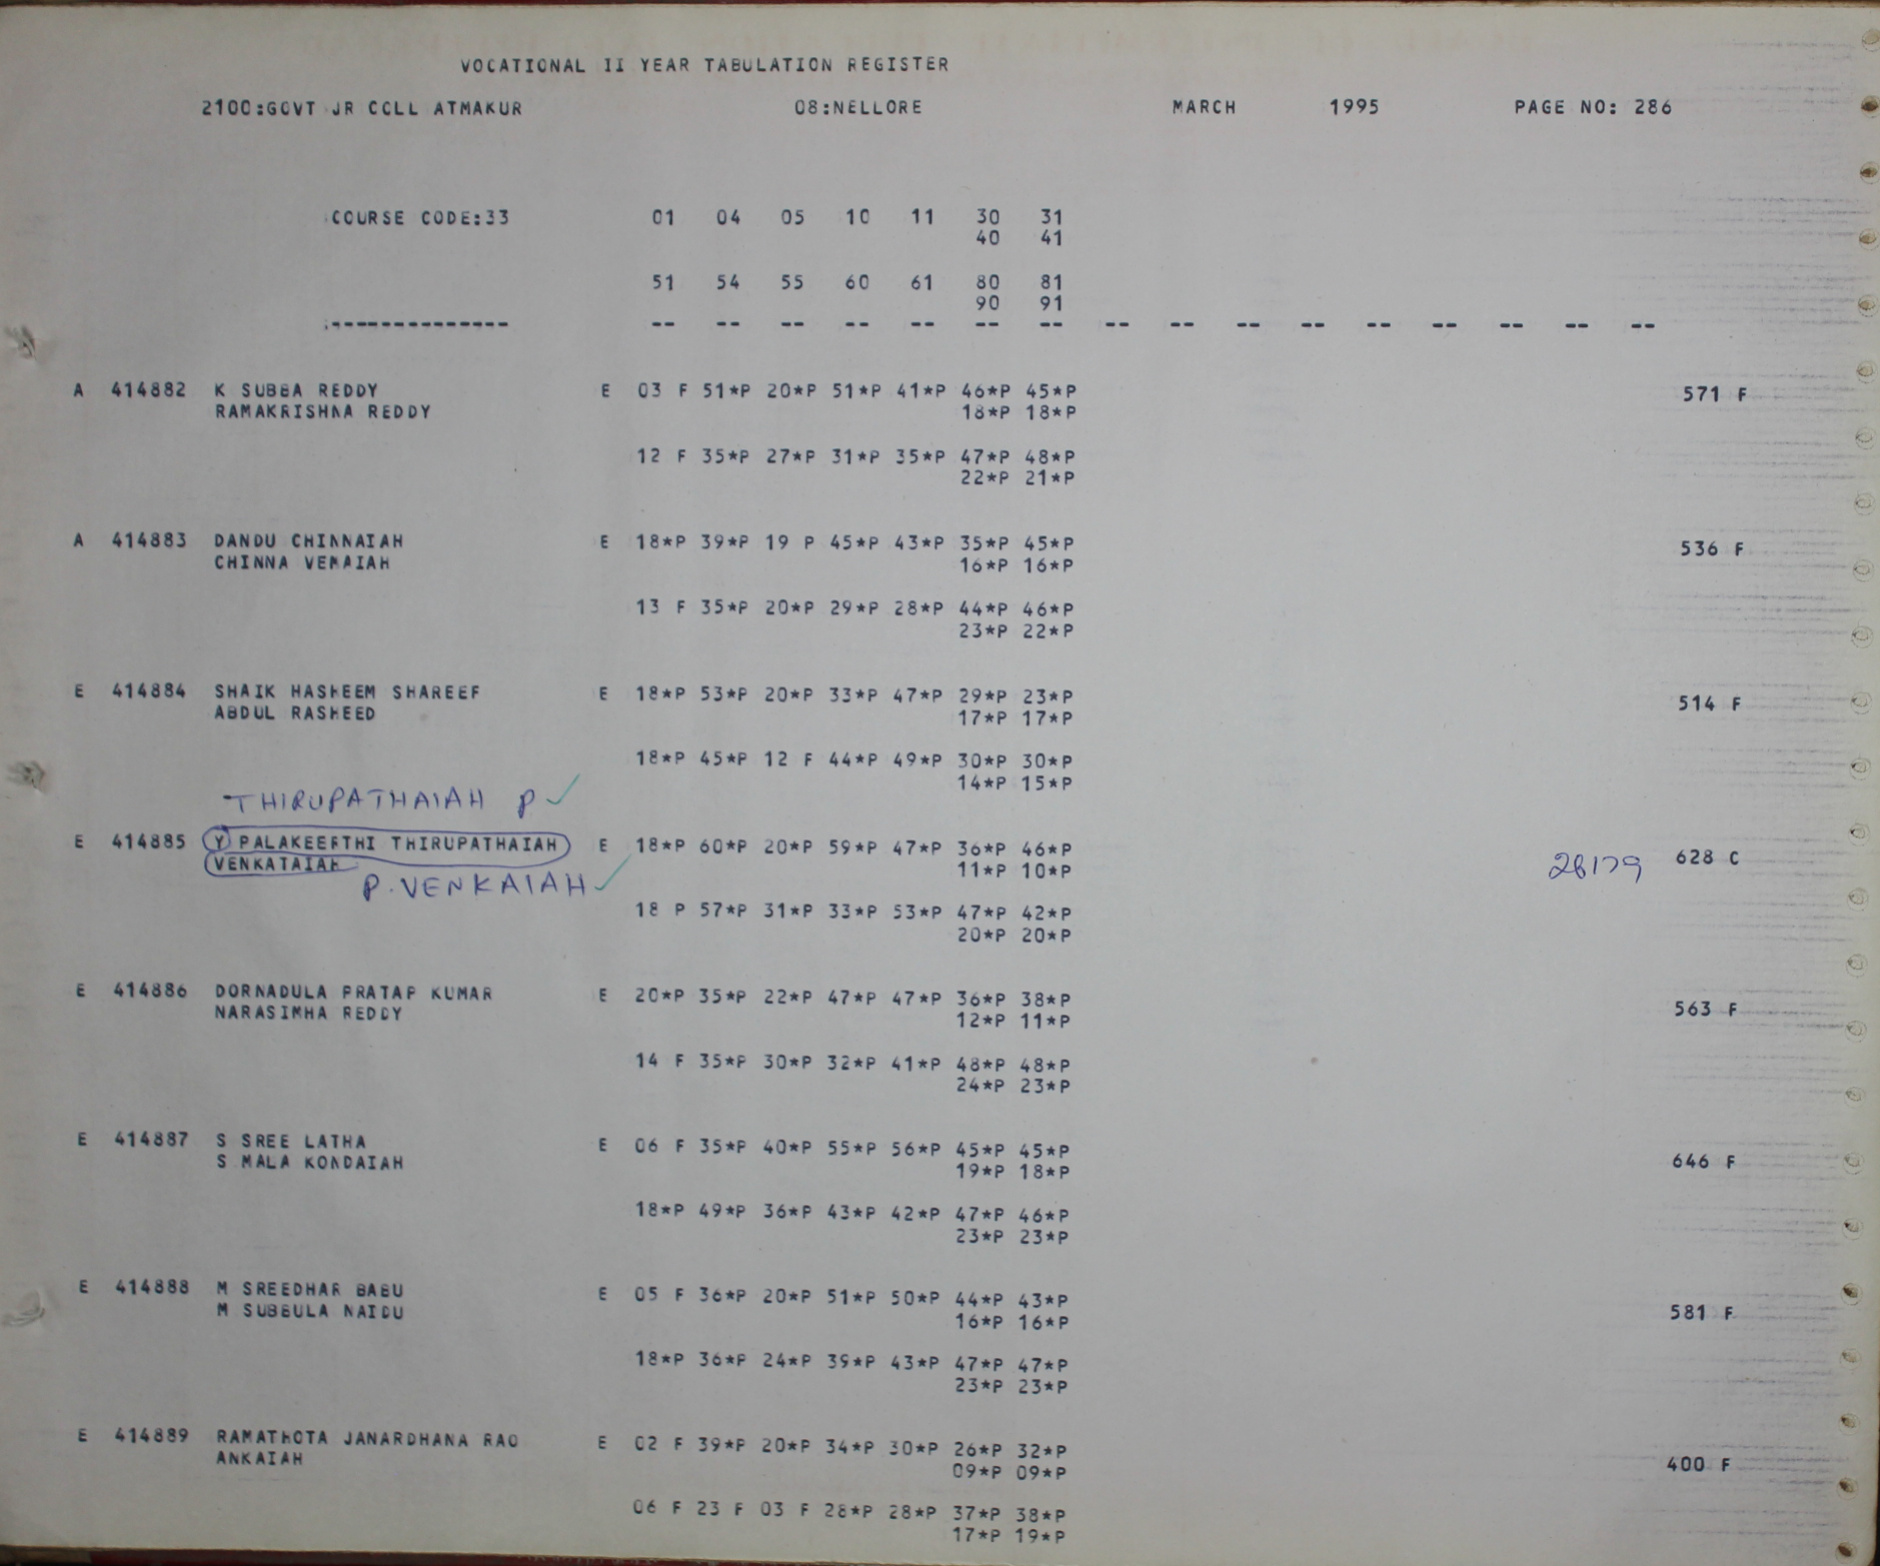 VOCATIONAL II YEAR TABULATION REGISTER
2100:GOVT JR COLL ATMAKUR 08:NELLORE MARCH 1995 PAGE NO: 286
COURSE CODE:33 01 04 05 10 11 30 31
40 41
51 54 55 60 61 80 81
90 91
-------------- -- -- -- -- -- -- -- -- -- -- -- -- -- -- -- --
A 414882 K SUBBA REDDY E 03 F 51*P 20*P 51*P 41*P 46*P 45*P 571 F
RAMAKRISHNA REDDY 18*P 18*P
12 F 35*P 27*P 31*P 35*P 47*P 48*P
22*P 21*P
A 414883 DANDU CHINNAIAH E 18*P 39*P 19 P 45*P 43*P 35*P 45*P 536 F
CHINNA VEMAIAH 16*P 16*P
13 F 35*P 20*P 29*P 28*P 44*P 46*P
23*P 22*P
E 414884 SHAIK HASHEEM SHAREEF E 18*P 53*P 20*P 33*P 47*P 29*P 23*P 514 F
ABDUL RASHEED 17*P 17*P
18*P 45*P 12 F 44*P 49*P 30*P 30*P
14*P 15*P
THIRUPATHAIAH P ✓
E 414885 Y PALAKEERTHI THIRUPATHAIAH E 18*P 60*P 20*P 59*P 47*P 36*P 46*P 628 C
VENKATAIAH 11*P 10*P
P.VENKAIAH ✓
18 P 57*P 31*P 33*P 53*P 47*P 42*P
20*P 20*P
E 414886 DORNADULA PRATAP KUMAR E 20*P 35*P 22*P 47*P 47*P 36*P 38*P 563 F
NARASIMHA REDDY 12*P 11*P
14 F 35*P 30*P 32*P 41*P 48*P 48*P
24*P 23*P
E 414887 S SREE LATHA E 06 F 35*P 40*P 55*P 56*P 45*P 45*P 646 F
S MALA KONDAIAH 19*P 18*P
18*P 49*P 36*P 43*P 42*P 47*P 46*P
23*P 23*P
E 414888 M SREEDHAR BABU E 05 F 36*P 20*P 51*P 50*P 44*P 43*P 581 F
M SUBBULA NAIDU 16*P 16*P
18*P 36*P 24*P 39*P 43*P 47*P 47*P
23*P 23*P
E 414889 RAMATHOTA JANARDHANA RAO E 02 F 39*P 20*P 34*P 30*P 26*P 32*P 400 F
ANKAIAH 09*P 09*P
06 F 23 F 03 F 28*P 28*P 37*P 38*P
17*P 19*P